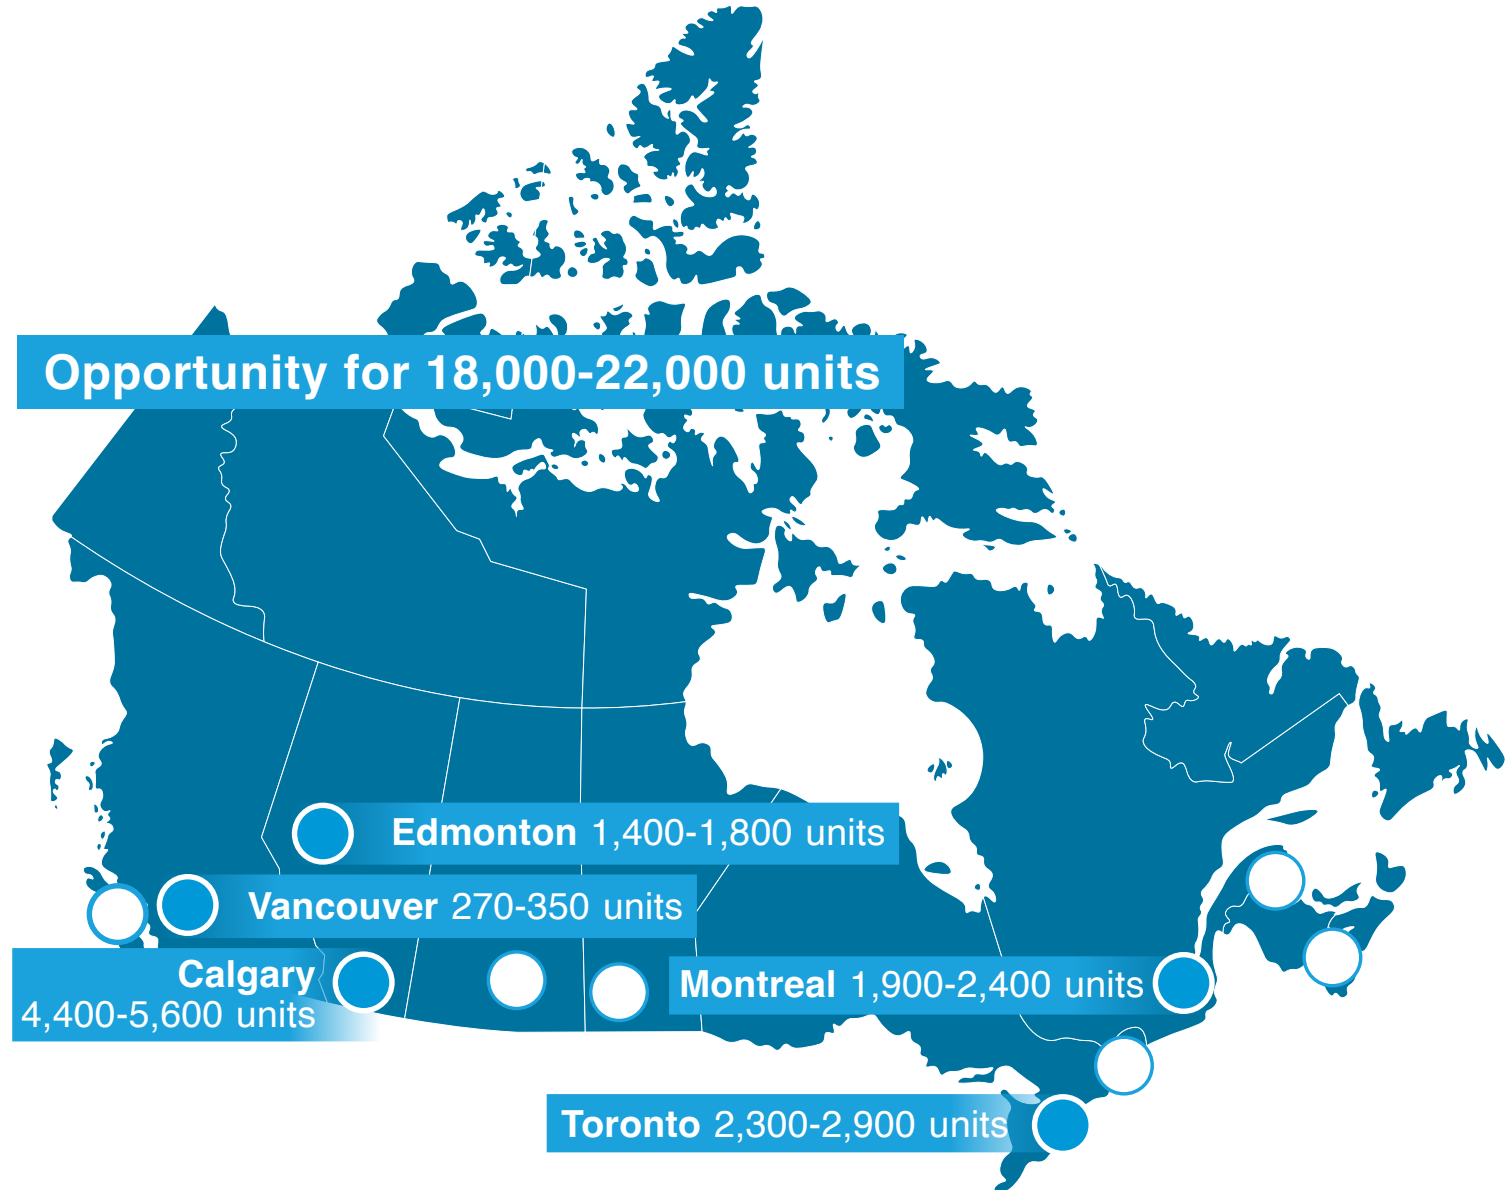 Opportunity for 18,000-22,000 units
Edmonton 1,400-1,800 units
Vancouver 270-350 units
Calgary
4,400-5,600 units
Montreal 1,900-2,400 units
Toronto 2,300-2,900 units